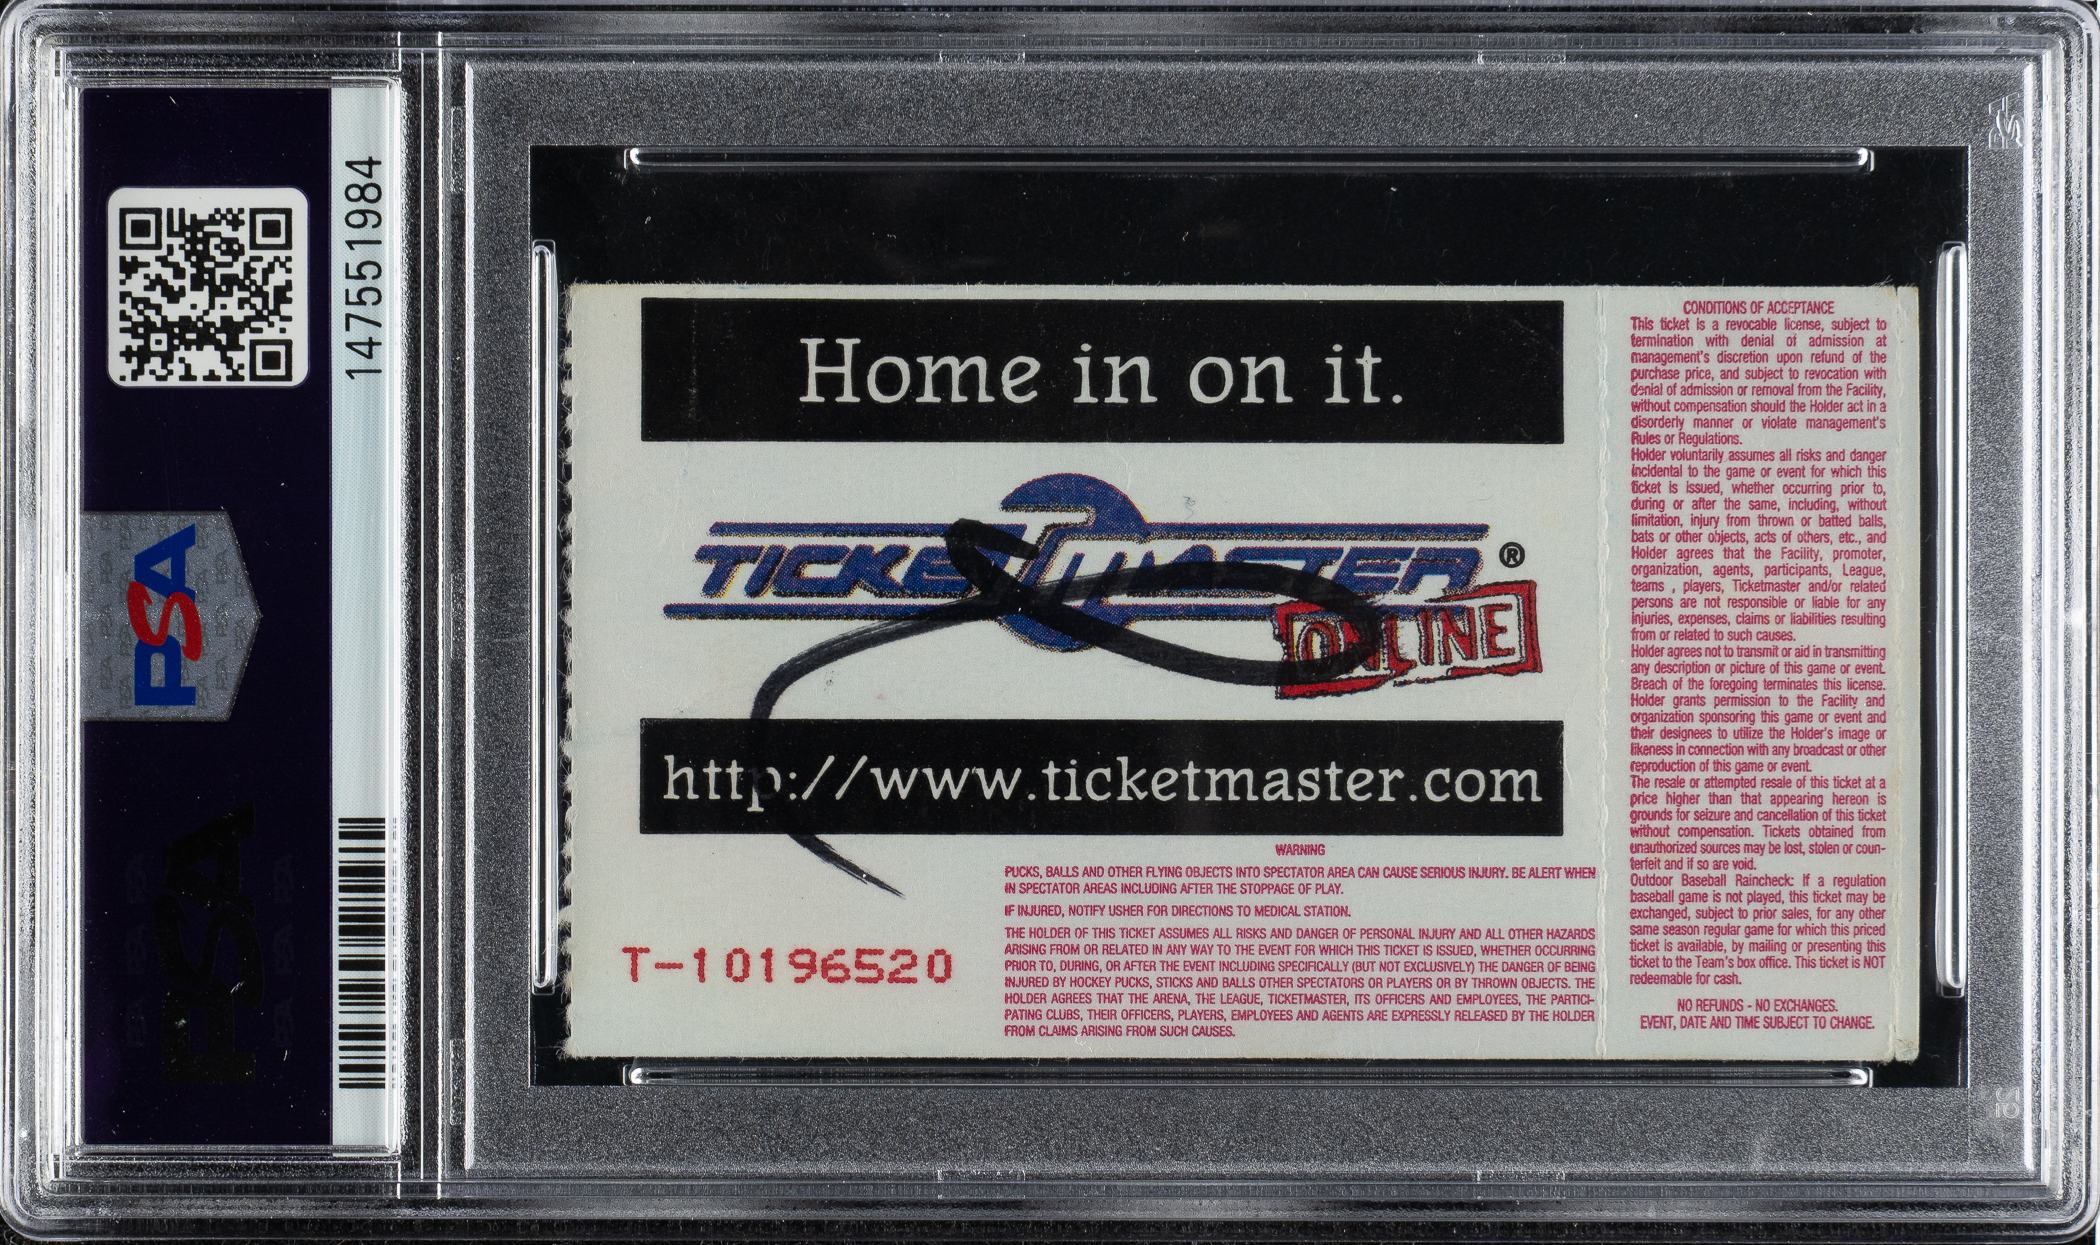 147551984
PSA
PSA
Home in on it.
TICKETMASTER®
ONLINE
http://www.ticketmaster.com
WARNING
PUCKS, BALLS AND OTHER FLYING OBJECTS INTO SPECTATOR AREA CAN CAUSE SERIOUS INJURY. BE ALERT WHEN
IN SPECTATOR AREAS INCLUDING AFTER THE STOPPAGE OF PLAY.
IF INJURED, NOTIFY USHER FOR DIRECTIONS TO MEDICAL STATION.
THE HOLDER OF THIS TICKET ASSUMES ALL RISKS AND DANGER OF PERSONAL INJURY AND ALL OTHER HAZARDS
ARISING FROM OR RELATED IN ANY WAY TO THE EVENT FOR WHICH THIS TICKET IS ISSUED, WHETHER OCCURRING
PRIOR TO, DURING, OR AFTER THE EVENT INCLUDING SPECIFICALLY (BUT NOT EXCLUSIVELY) THE DANGER OF BEING
INJURED BY HOCKEY PUCKS, STICKS AND BALLS OTHER SPECTATORS OR PLAYERS OR BY THROWN OBJECTS. THE
HOLDER AGREES THAT THE ARENA, THE LEAGUE, TICKETMASTER, ITS OFFICERS AND EMPLOYEES, THE PARTICI-
PATING CLUBS, THEIR OFFICERS, PLAYERS, EMPLOYEES AND AGENTS ARE EXPRESSLY RELEASED BY THE HOLDER
FROM CLAIMS ARISING FROM SUCH CAUSES.
T-10196520
CONDITIONS OF ACCEPTANCE
This ticket is a revocable license, subject to
termination with denial of admission at
management's discretion upon refund of the
purchase price, and subject to revocation with
denial of admission or removal from the Facility,
without compensation should the Holder act in a
disorderly manner or violate management's
Rules or Regulations.
Holder voluntarily assumes all risks and danger
incidental to the game or event for which this
ticket is issued, whether occurring prior to,
during or after the same, including, without
limitation, injury from thrown or batted balls,
bats or other objects, acts of others, etc., and
Holder agrees that the Facility, promoter,
organization, agents, participants, League,
teams , players, Ticketmaster and/or related
persons are not responsible or liable for any
injuries, expenses, claims or liabilities resulting
from or related to such causes.
Holder agrees not to transmit or aid in transmitting
any description or picture of this game or event.
Breach of the foregoing terminates this license.
Holder grants permission to the Facility and
organization sponsoring this game or event and
their designees to utilize the Holder's image or
likeness in connection with any broadcast or other
reproduction of this game or event.
The resale or attempted resale of this ticket at a
price higher than that appearing hereon is
grounds for seizure and cancellation of this ticket
without compensation. Tickets obtained from
unauthorized sources may be lost, stolen or coun-
terfeit and if so are void.
Outdoor Baseball Raincheck: If a regulation
baseball game is not played, this ticket may be
exchanged, subject to prior sales, for any other
same season regular game for which this priced
ticket is available, by mailing or presenting this
ticket to the Team's box office. This ticket is NOT
redeemable for cash.
NO REFUNDS - NO EXCHANGES.
EVENT, DATE AND TIME SUBJECT TO CHANGE.